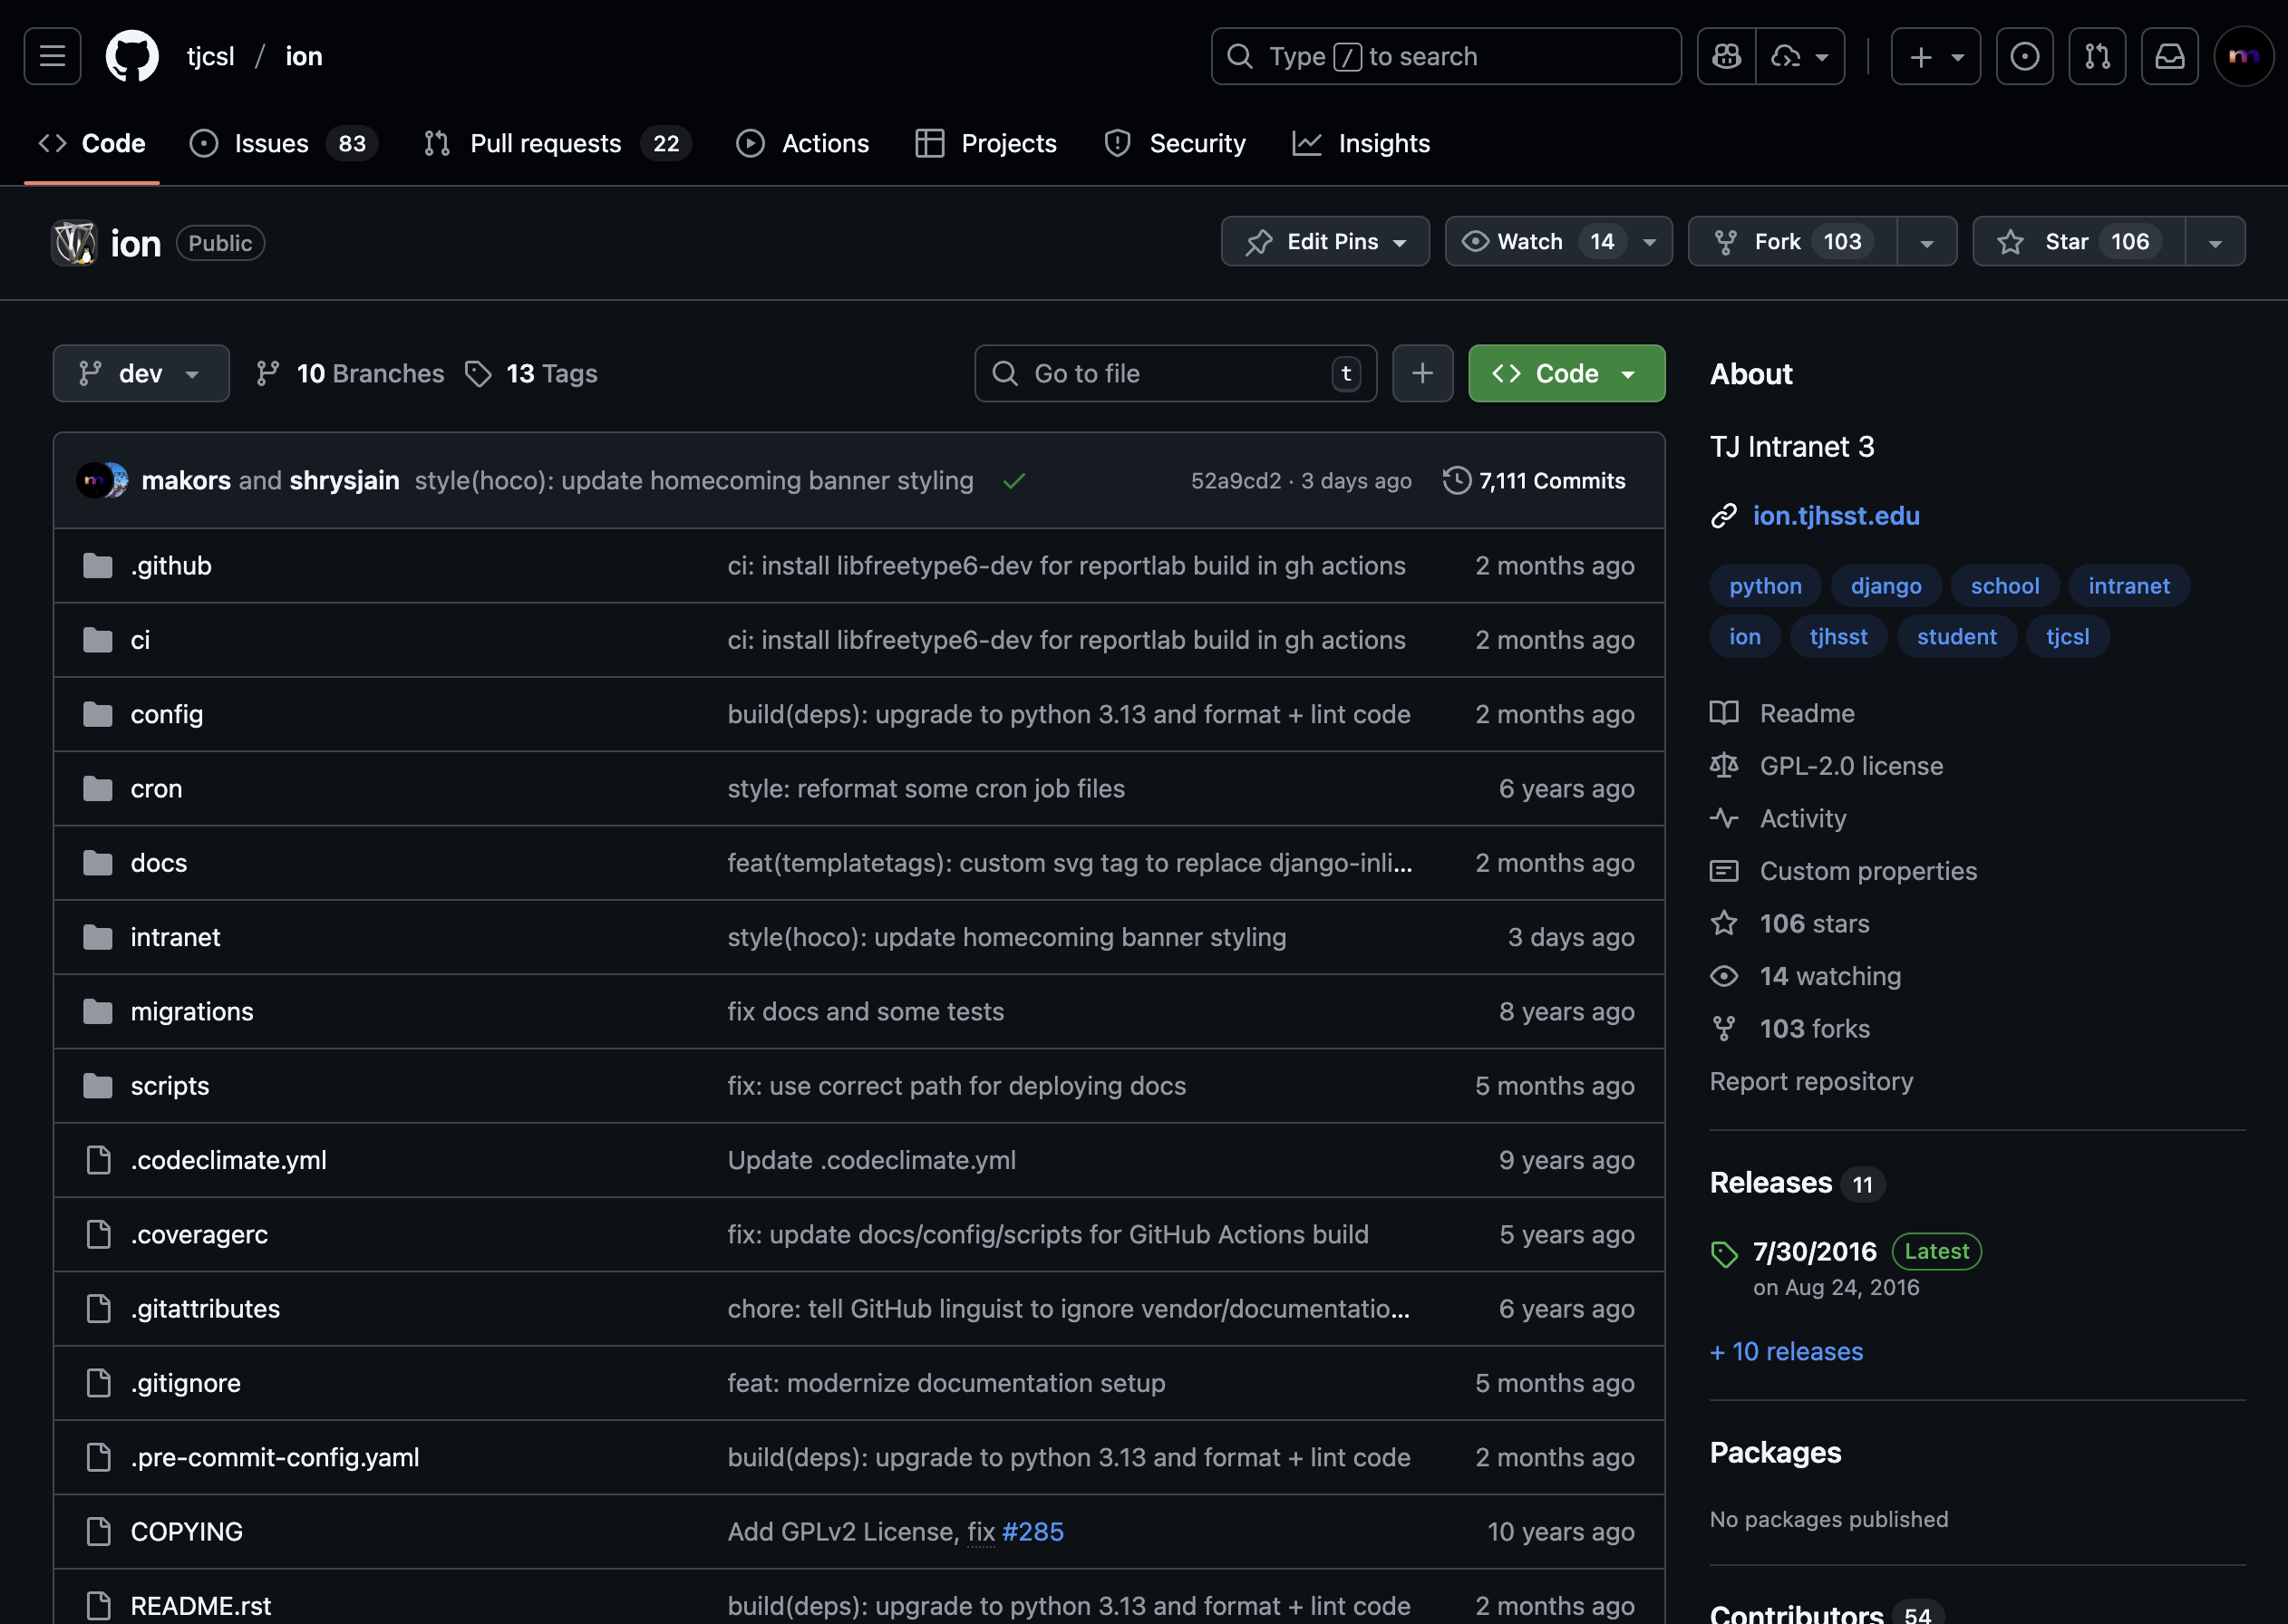 tjcsl / ion
Type / to search
Code Issues 83 Pull requests 22 Actions Projects Security Insights
ion Public
Edit Pins Watch 14 Fork 103 Star 106
dev 10 Branches 13 Tags
Go to file t + Code
makors and shrysjain style(hoco): update homecoming banner styling
52a9cd2 · 3 days ago 7,111 Commits
.github ci: install libfreetype6-dev for reportlab build in gh actions 2 months ago
ci ci: install libfreetype6-dev for reportlab build in gh actions 2 months ago
config build(deps): upgrade to python 3.13 and format + lint code 2 months ago
cron style: reformat some cron job files 6 years ago
docs feat(templatetags): custom svg tag to replace django-inli... 2 months ago
intranet style(hoco): update homecoming banner styling 3 days ago
migrations fix docs and some tests 8 years ago
scripts fix: use correct path for deploying docs 5 months ago
.codeclimate.yml Update .codeclimate.yml 9 years ago
.coveragerc fix: update docs/config/scripts for GitHub Actions build 5 years ago
.gitattributes chore: tell GitHub linguist to ignore vendor/documentatio... 6 years ago
.gitignore feat: modernize documentation setup 5 months ago
.pre-commit-config.yaml build(deps): upgrade to python 3.13 and format + lint code 2 months ago
COPYING Add GPLv2 License, fix #285 10 years ago
README.rst build(deps): upgrade to python 3.13 and format + lint code 2 months ago
About
TJ Intranet 3
ion.tjhsst.edu
python django school intranet
ion tjhsst student tjcsl
Readme
GPL-2.0 license
Activity
Custom properties
106 stars
14 watching
103 forks
Report repository
Releases 11
7/30/2016 Latest
on Aug 24, 2016
+ 10 releases
Packages
No packages published
Contributors 54